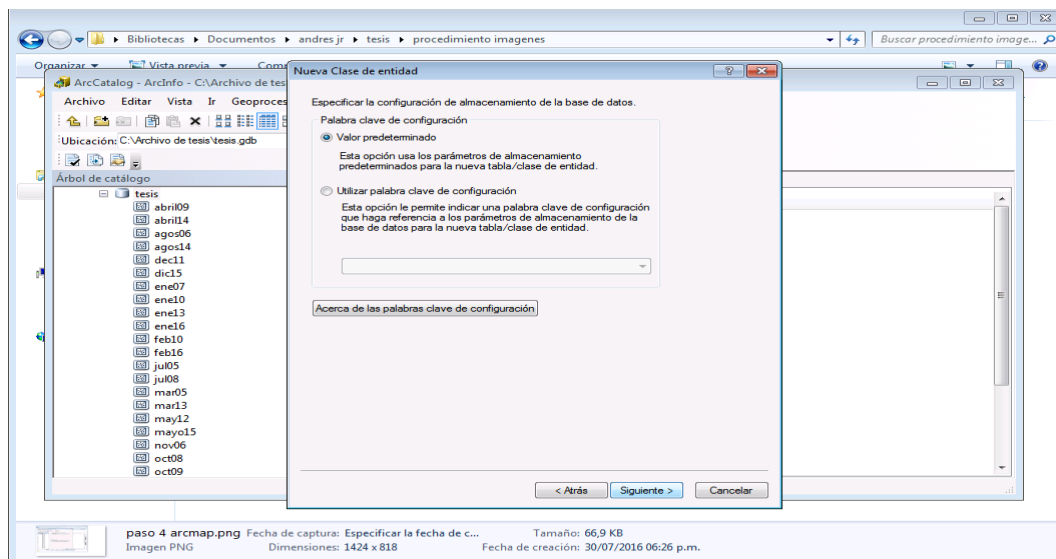 Bibliotecas ▸ Documentos ▸ andres jr ▸ tesis ▸ procedimiento imagenes
Buscar procedimiento image...
Organizar Vista previa Com
ArcCatalog - ArcInfo - C:\Archivo de tes
Archivo Editar Vista Ir Geoproces
Ubicación: C:\Archivo de tesis\tesis.gdb
Árbol de catálogo
tesis
abril09
abril14
agos06
agos14
dec11
dic15
ene07
ene10
ene13
ene16
feb10
feb16
jul05
jul08
mar05
mar13
may12
mayo15
nov06
oct08
oct09
Nueva Clase de entidad
Especificar la configuración de almacenamiento de la base de datos.
Palabra clave de configuración
Valor predeterminado
Esta opción usa los parámetros de almacenamiento
predeterminados para la nueva tabla/clase de entidad.
Utilizar palabra clave de configuración
Esta opción le permite indicar una palabra clave de configuración
que haga referencia a los parámetros de almacenamiento de la
base de datos para la nueva tabla/clase de entidad.
Acerca de las palabras clave de configuración
< Atrás Siguiente > Cancelar
paso 4 arcmap.png Fecha de captura: Especificar la fecha de c... Tamaño: 66,9 KB
Imagen PNG Dimensiones: 1424 x 818 Fecha de creación: 30/07/2016 06:26 p.m.